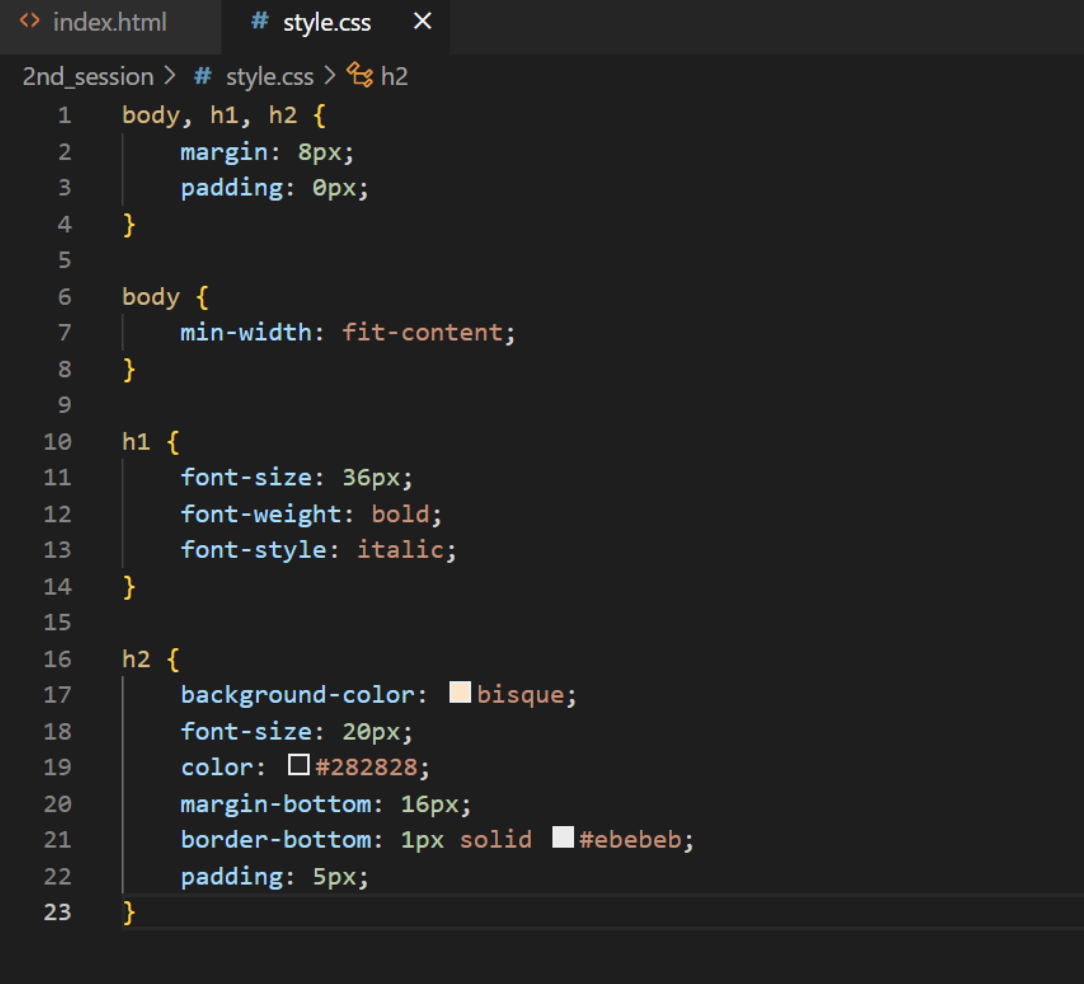 index.html # style.css ×
2nd_session > # style.css > h2
1 body, h1, h2 {
2     margin: 8px;
3     padding: 0px;
4 }
5
6 body {
7     min-width: fit-content;
8 }
9
10 h1 {
11     font-size: 36px;
12     font-weight: bold;
13     font-style: italic;
14 }
15
16 h2 {
17     background-color: bisque;
18     font-size: 20px;
19     color: #282828;
20     margin-bottom: 16px;
21     border-bottom: 1px solid #ebebeb;
22     padding: 5px;
23 }